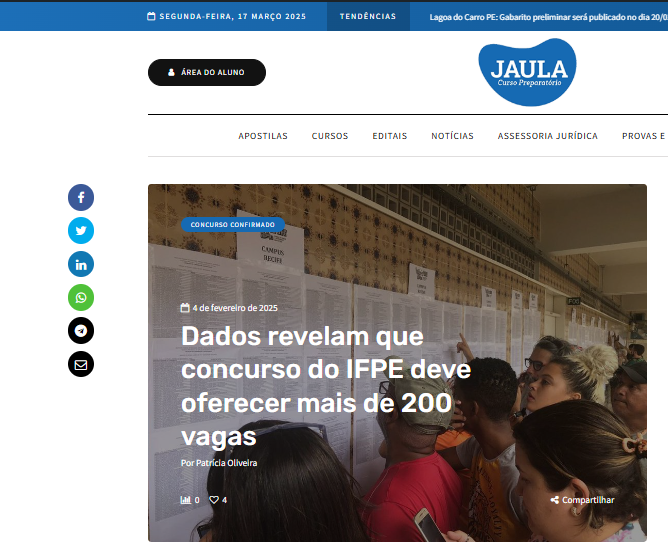 SEGUNDA-FEIRA, 17 MARÇO 2025
TENDÊNCIAS
Lagoa do Carro PE: Gabarito preliminar será publicado no dia 20/0
ÁREA DO ALUNO
JAULA
Curso Preparatório
APOSTILAS
CURSOS
EDITAIS
NOTÍCIAS
ASSESSORIA JURÍDICA
PROVAS E
CONCURSO CONFIRMADO
CAMPUS
RECIFE
4 de fevereiro de 2025
Dados revelam que
concurso do IFPE deve
oferecer mais de 200
vagas
Por Patrícia Oliveira
0
4
Compartilhar